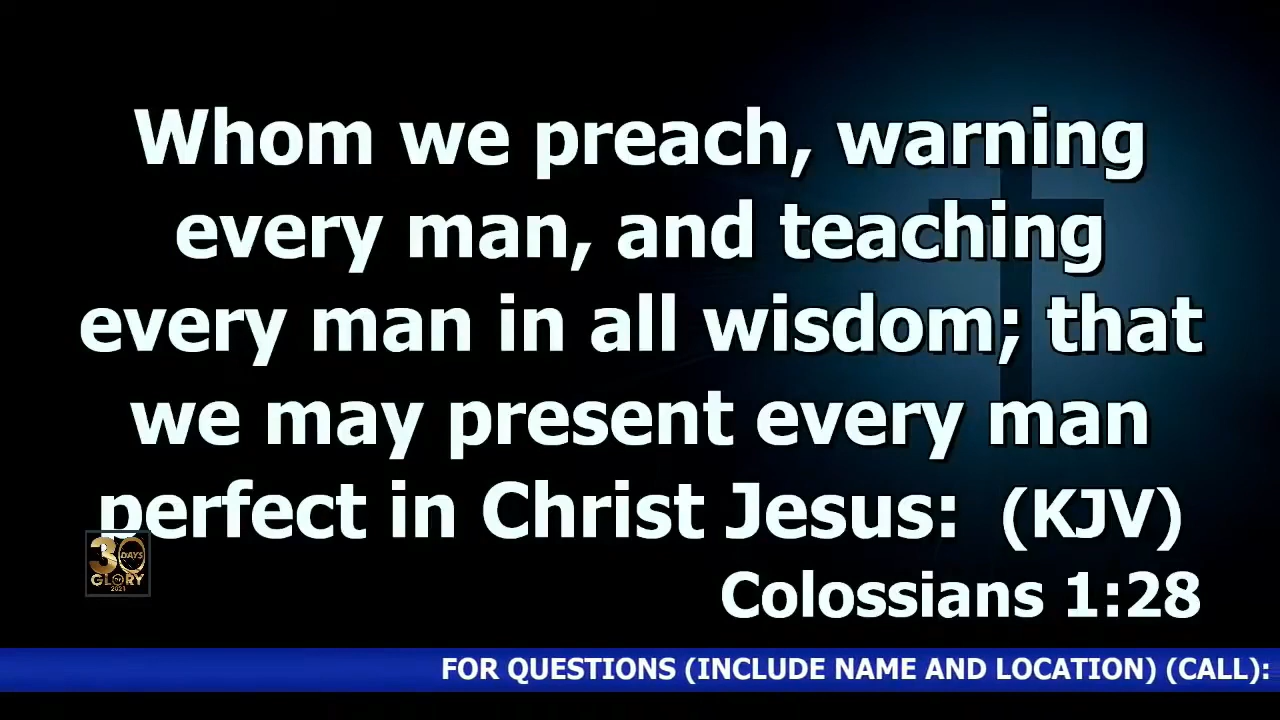 Whom we preach, warning
every man, and teaching
every man in all wisdom; that
we may present every man
perfect in Christ Jesus: (KJV)
Colossians 1:28
30 DAYS
GLORY
2021
FOR QUESTIONS (INCLUDE NAME AND LOCATION) (CALL):